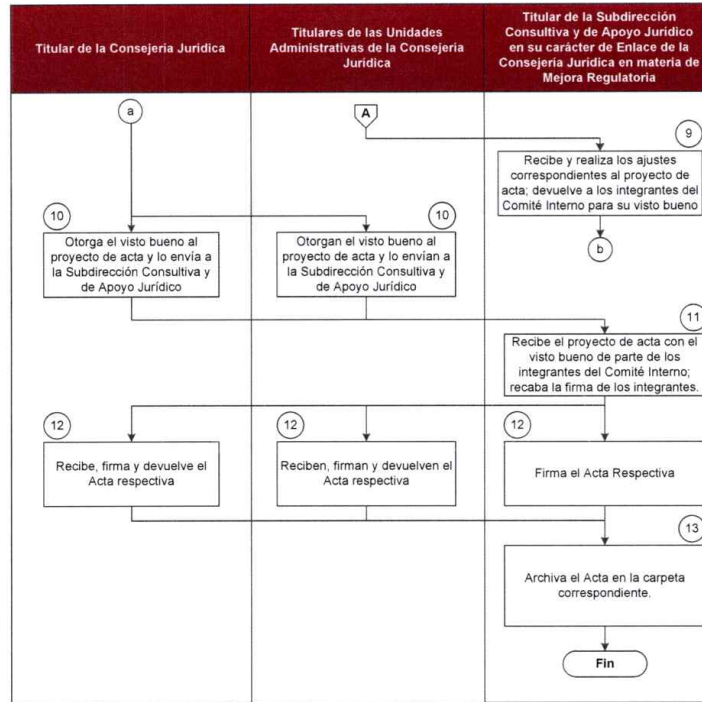 Titular de la Consejería Jurídica
Titulares de las Unidades
Administrativas de la Consejería
Jurídica
Titular de la Subdirección
Consultiva y de Apoyo Jurídico
en su carácter de Enlace de la
Consejería Jurídica en materia de
Mejora Regulatoria
a
A
9
Recibe y realiza los ajustes
correspondientes al proyecto de
acta; devuelve a los integrantes del
Comité Interno para su visto bueno
b
10
Otorga el visto bueno al
proyecto de acta y lo envía a
la Subdirección Consultiva y
de Apoyo Jurídico
10
Otorgan el visto bueno al
proyecto de acta y lo envían a
la Subdirección Consultiva y
de Apoyo Jurídico
11
Recibe el proyecto de acta con el
visto bueno de parte de los
integrantes del Comité Interno;
recaba la firma de los integrantes.
12
Recibe, firma y devuelve el
Acta respectiva
12
Reciben, firman y devuelven el
Acta respectiva
12
Firma el Acta Respectiva
13
Archiva el Acta en la carpeta
correspondiente.
Fin